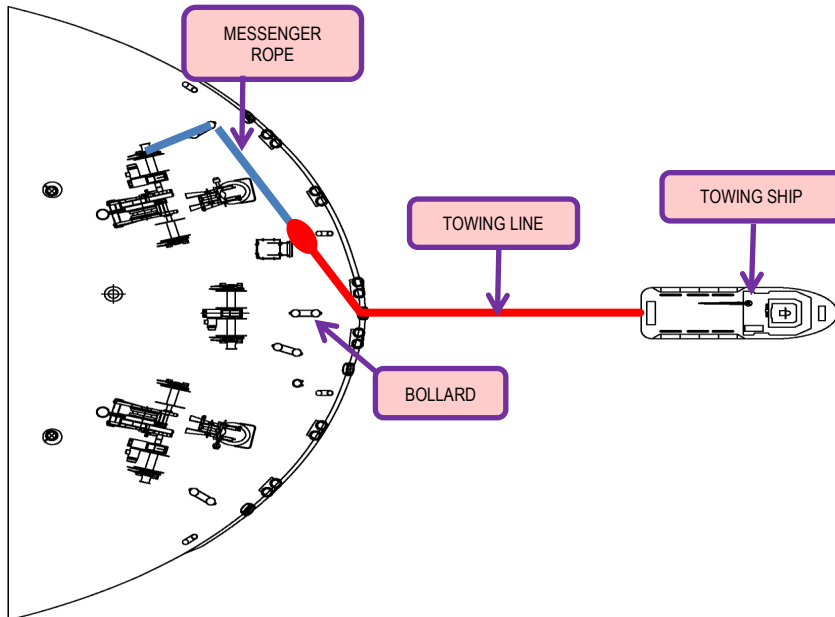 MESSENGER
ROPE
TOWING LINE
TOWING SHIP
BOLLARD